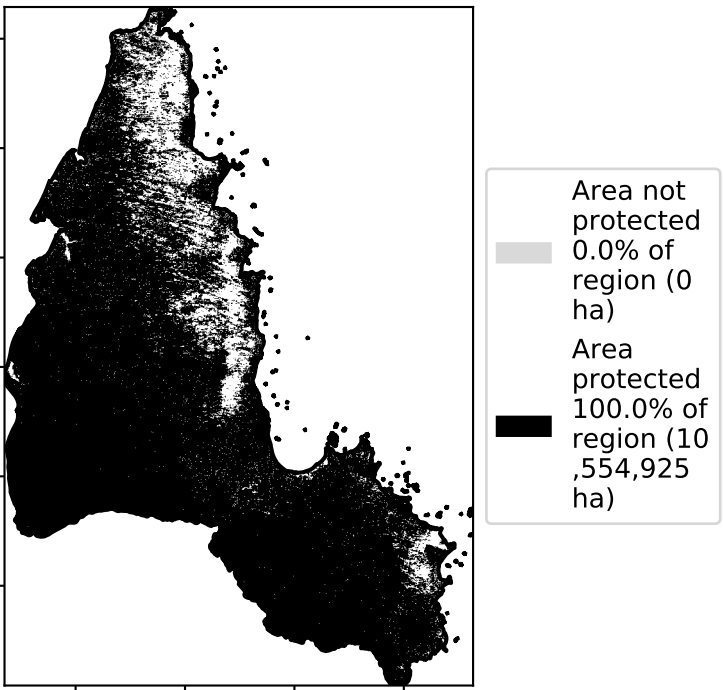 Area not
protected
0.0% of
region (0
ha)
Area
protected
100.0% of
region (10
,554,925
ha)